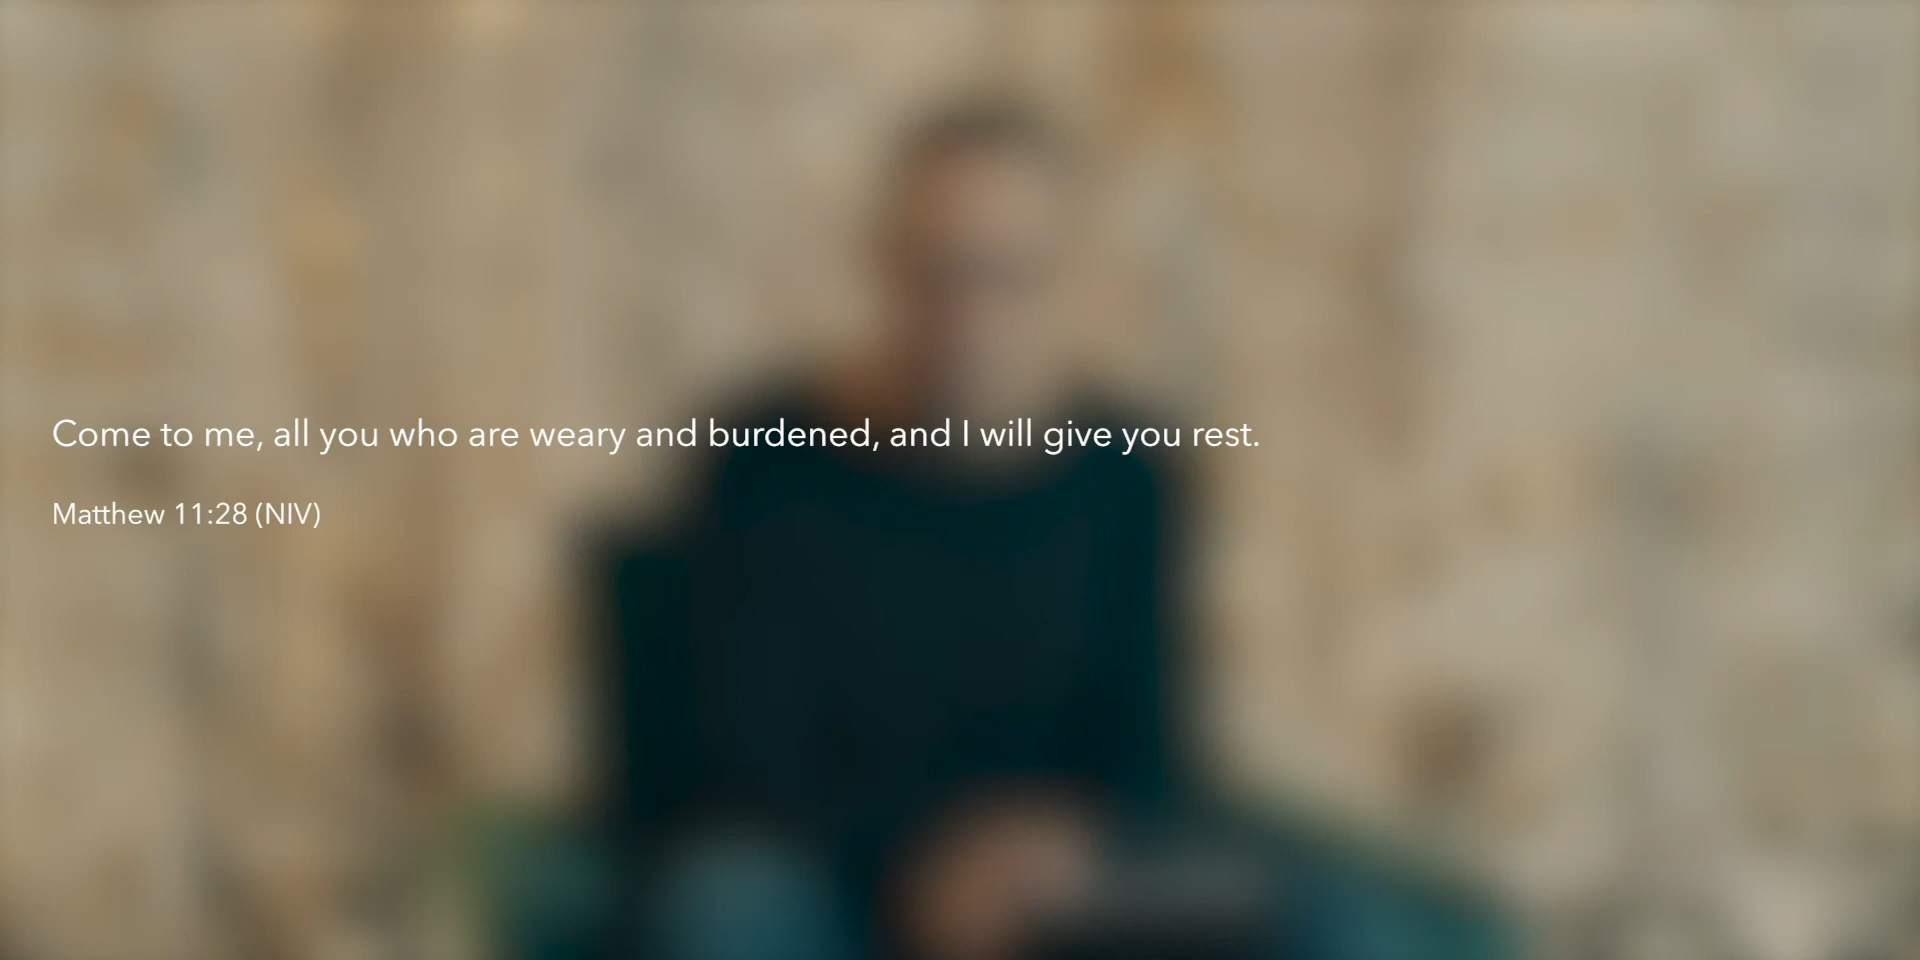 Come to me, all you who are weary and burdened, and I will give you rest.
Matthew 11:28 (NIV)